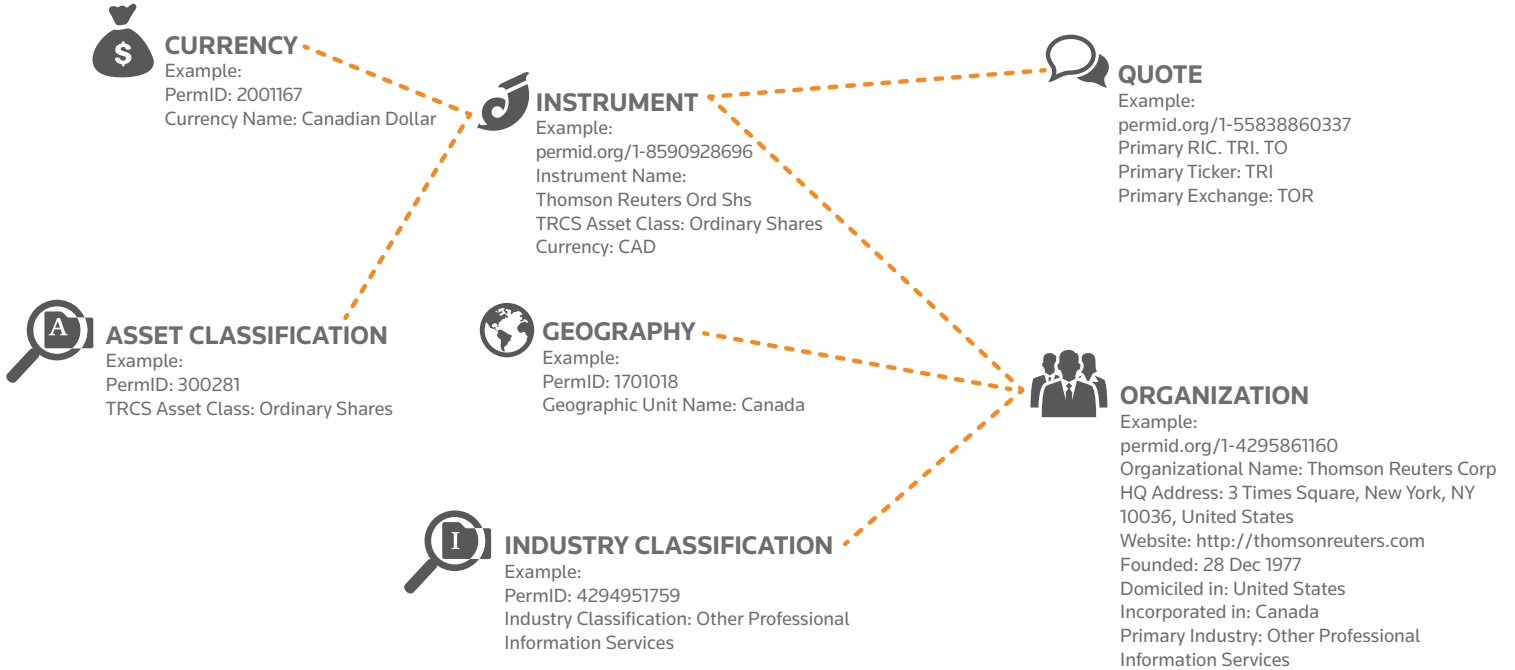 $
CURRENCY
Example:
PermID: 2001167
Currency Name: Canadian Dollar
INSTRUMENT
Example:
permid.org/1-8590928696
Instrument Name:
Thomson Reuters Ord Shs
TRCS Asset Class: Ordinary Shares
Currency: CAD
QUOTE
Example:
permid.org/1-55838860337
Primary RIC. TRI. TO
Primary Ticker: TRI
Primary Exchange: TOR
A
ASSET CLASSIFICATION
Example:
PermID: 300281
TRCS Asset Class: Ordinary Shares
GEOGRAPHY
Example:
PermID: 1701018
Geographic Unit Name: Canada
ORGANIZATION
Example:
permid.org/1-4295861160
Organizational Name: Thomson Reuters Corp
HQ Address: 3 Times Square, New York, NY
10036, United States
Website: http://thomsonreuters.com
Founded: 28 Dec 1977
Domiciled in: United States
Incorporated in: Canada
Primary Industry: Other Professional
Information Services
I
INDUSTRY CLASSIFICATION
Example:
PermID: 4294951759
Industry Classification: Other Professional
Information Services